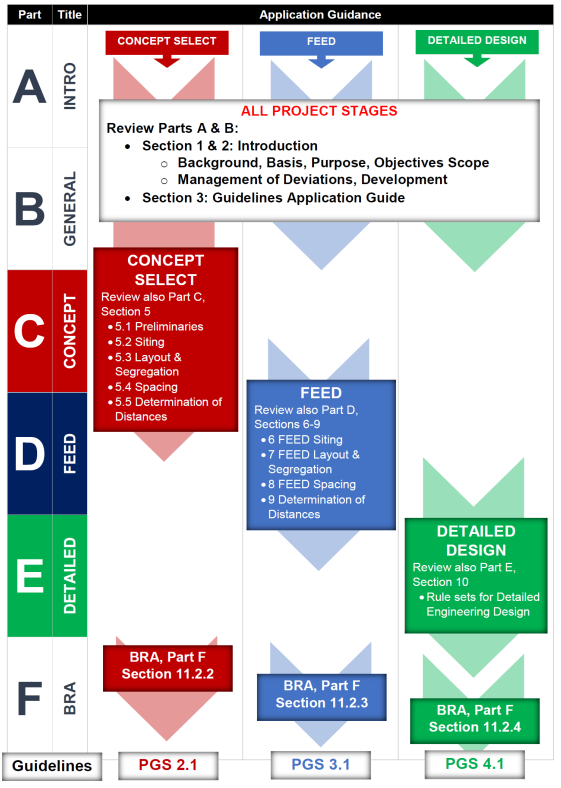 Part Title Application Guidance
CONCEPT SELECT
FEED
DETAILED DESIGN
A
INTRO
ALL PROJECT STAGES
Review Parts A & B:
• Section 1 & 2: Introduction
o Background, Basis, Purpose, Objectives Scope
o Management of Deviations, Development
• Section 3: Guidelines Application Guide
B
GENERAL
C
CONCEPT
CONCEPT
SELECT
Review also Part C,
Section 5
• 5.1 Preliminaries
• 5.2 Siting
• 5.3 Layout &
Segregation
• 5.4 Spacing
• 5.5 Determination of
Distances
D
FEED
FEED
Review also Part D,
Sections 6-9
• 6 FEED Siting
• 7 FEED Layout &
Segregation
• 8 FEED Spacing
• 9 Determination of
Distances
E
DETAILED
DETAILED
DESIGN
Review also Part E,
Section 10
• Rule sets for Detailed
Engineering Design
F
BRA
BRA, Part F
Section 11.2.2
BRA, Part F
Section 11.2.3
BRA, Part F
Section 11.2.4
Guidelines
PGS 2.1
PGS 3.1
PGS 4.1